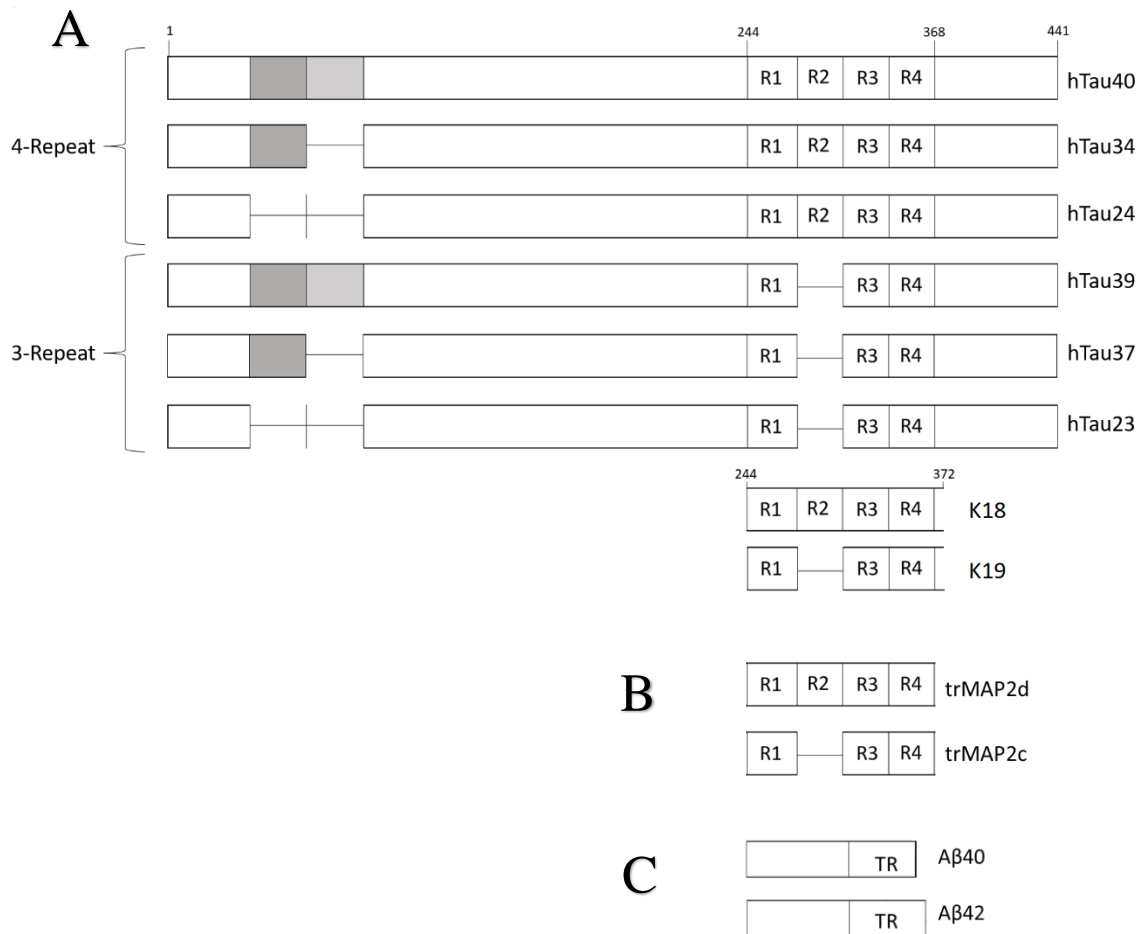 A
1 244 368 441
R1 R2 R3 R4 hTau40
R1 R2 R3 R4 hTau34
4-Repeat
R1 R2 R3 R4 hTau24
R1 R3 R4 hTau39
R1 R3 R4 hTau37
3-Repeat
R1 R3 R4 hTau23
244 372
R1 R2 R3 R4 K18
R1 R3 R4 K19
B
R1 R2 R3 R4 trMAP2d
R1 R3 R4 trMAP2c
C
TR Aβ40
TR Aβ42